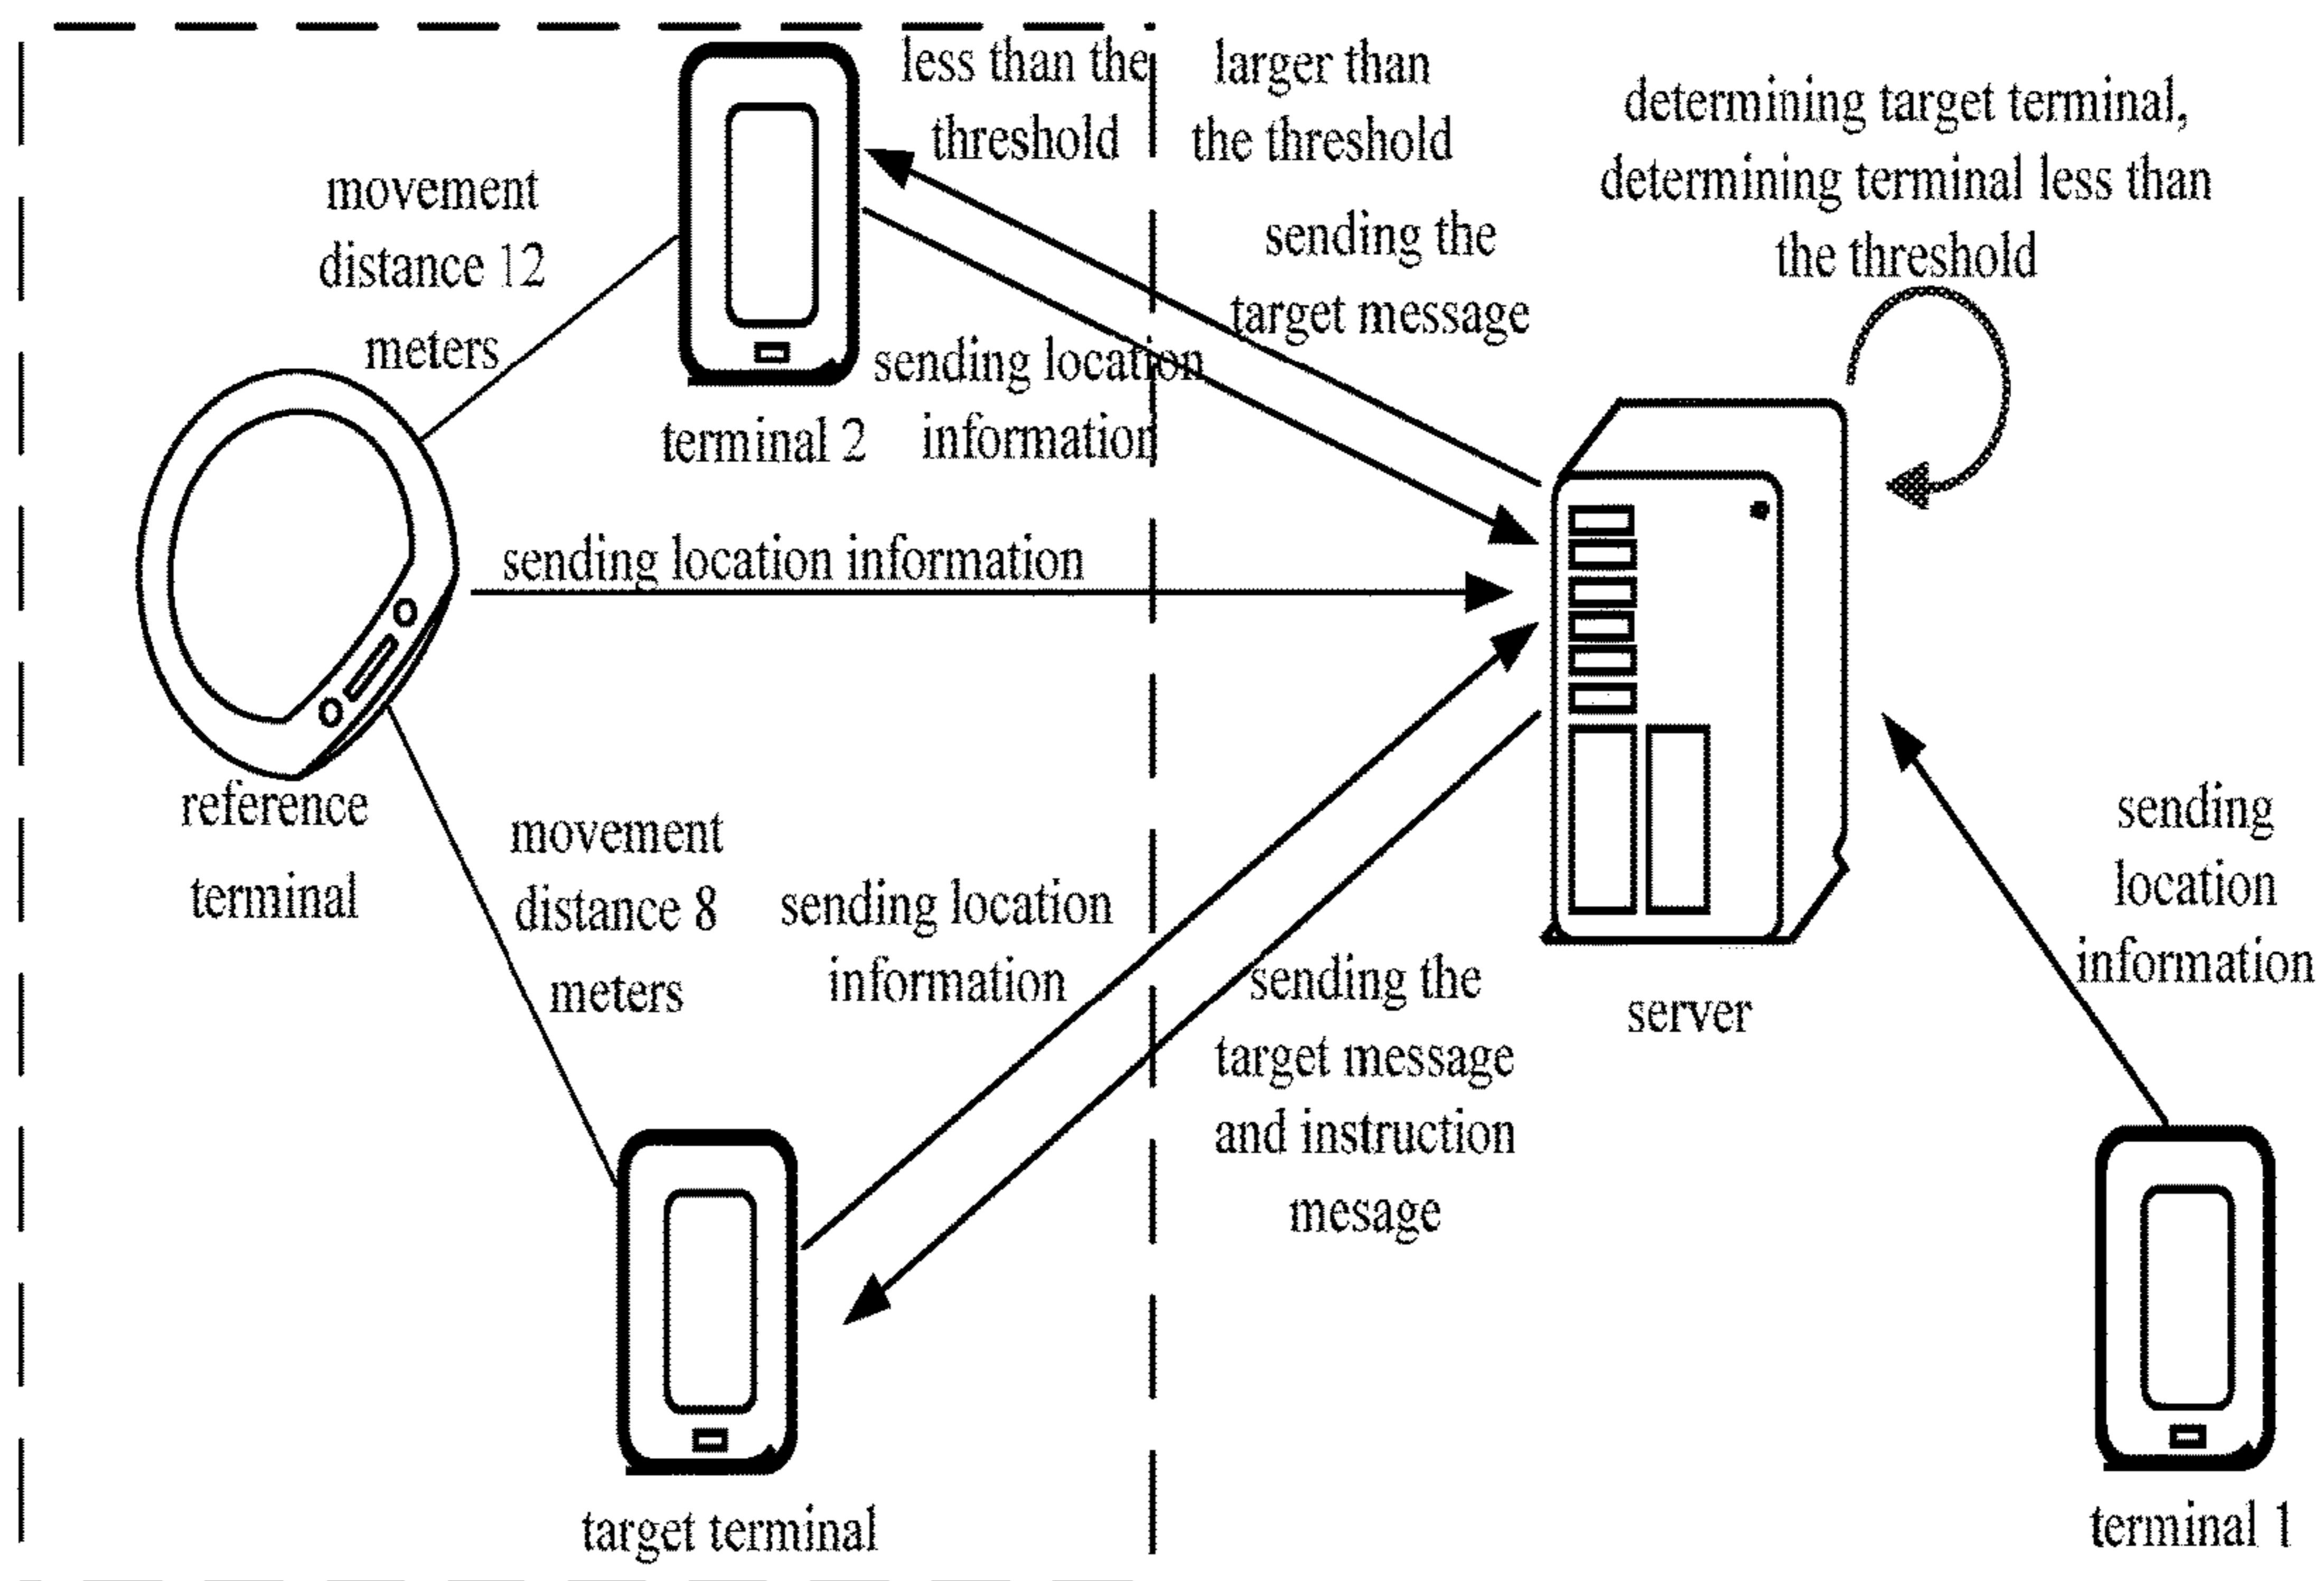 less than the
threshold
larger than
the threshold
determining target terminal,
determining terminal less than
the threshold
movement
distance 12
meters
sending the
target message
sending location
information
terminal 2
sending location information
reference
terminal
movement
distance 8
meters
sending location
information
sending the
target message
and instruction
mesage
server
sending
location
information
target terminal
terminal 1